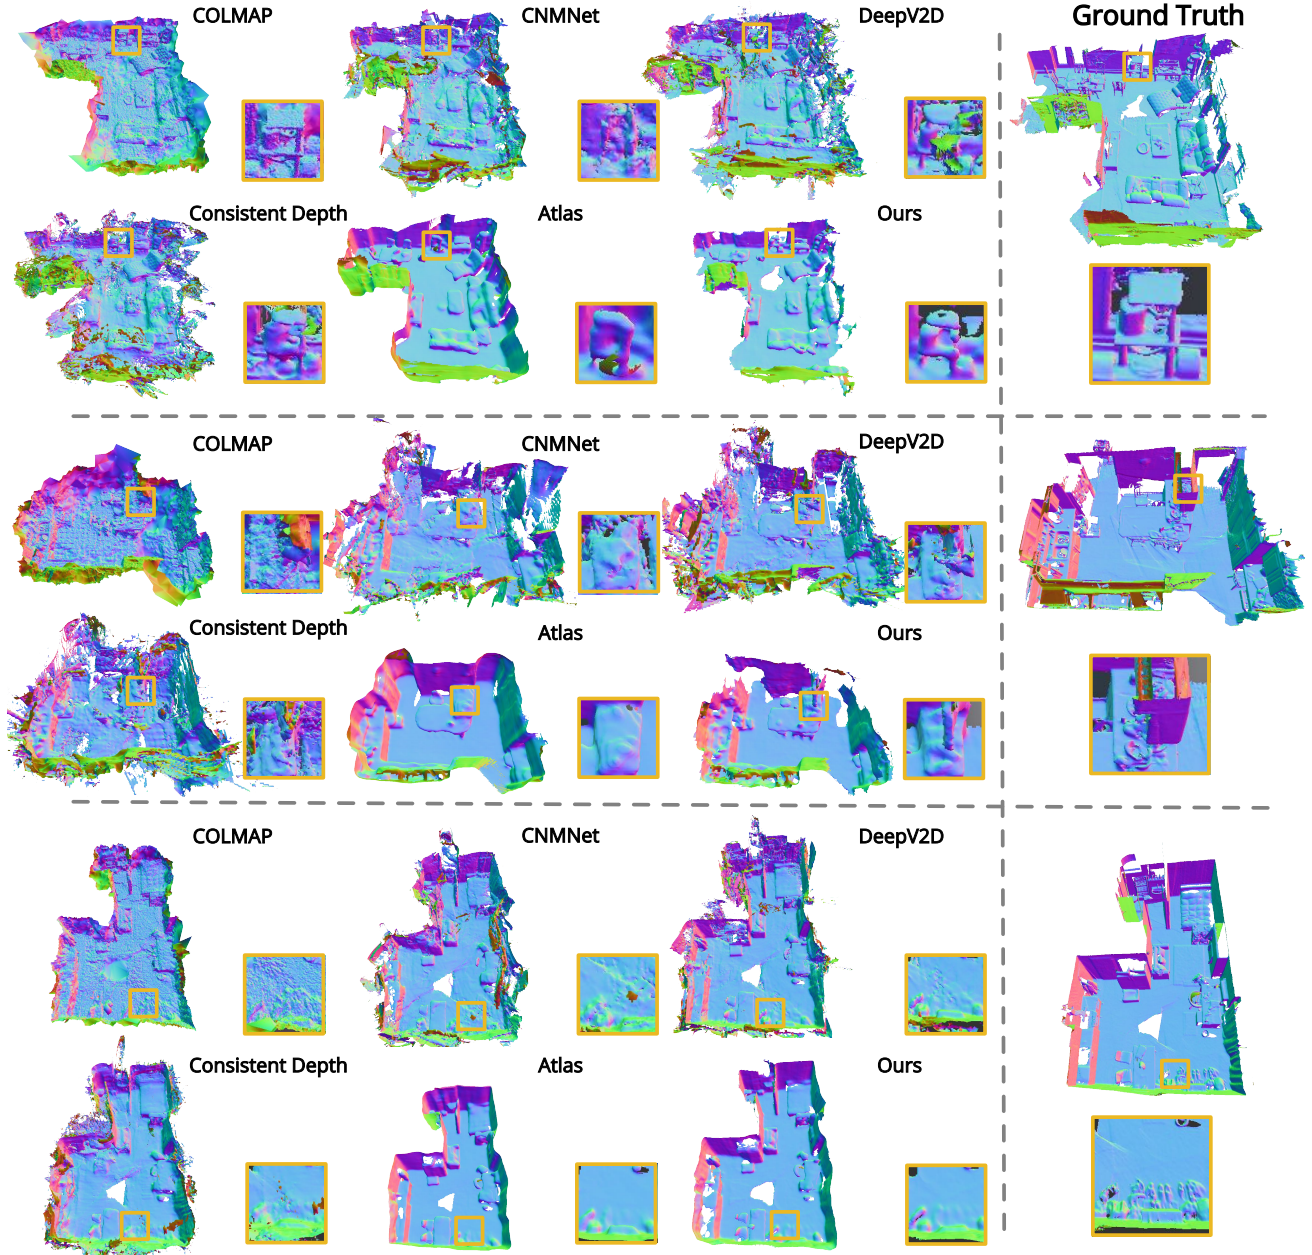 COLMAP CNMNet DeepV2D Ground Truth
Consistent Depth Atlas Ours
COLMAP CNMNet DeepV2D
Consistent Depth Atlas Ours
COLMAP CNMNet DeepV2D
Consistent Depth Atlas Ours